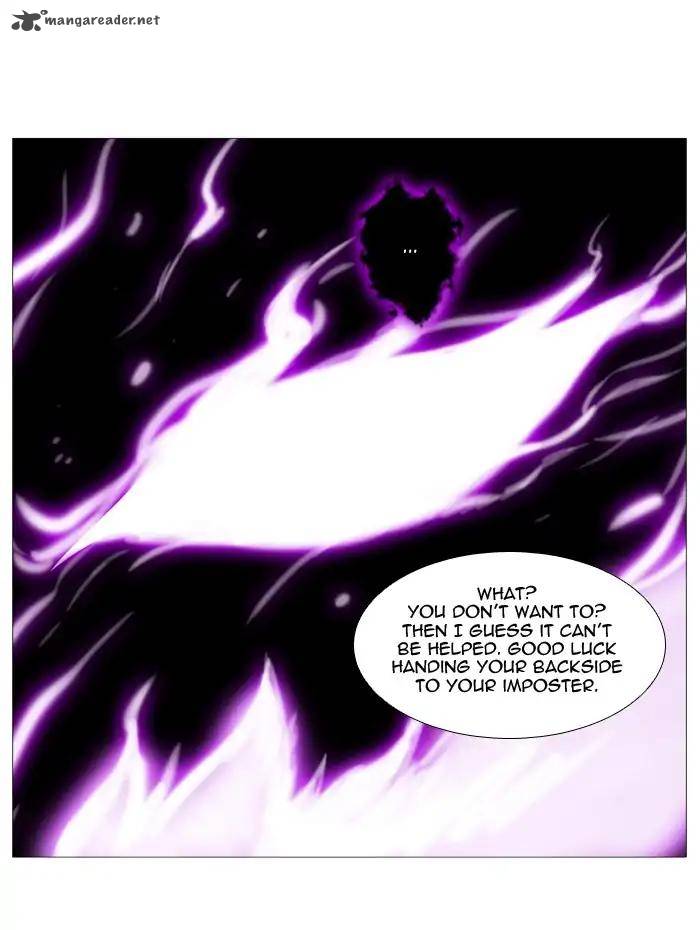 mangareader.net
...
WHAT?
YOU DON'T WANT TO?
THEN I GUESS IT CAN'T
BE HELPED. GOOD LUCK
HANDING YOUR BACKSIDE
TO YOUR IMPOSTER.